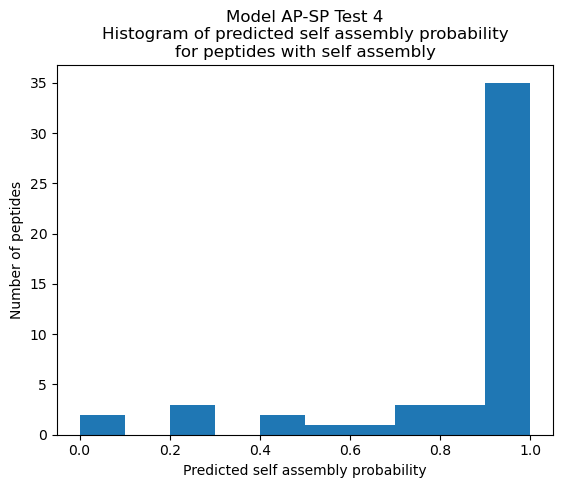 Model AP-SP Test 4
Histogram of predicted self assembly probability
for peptides with self assembly
35
30
25
20
15
10
5
0
Number of peptides
0.0 0.2 0.4 0.6 0.8 1.0
Predicted self assembly probability